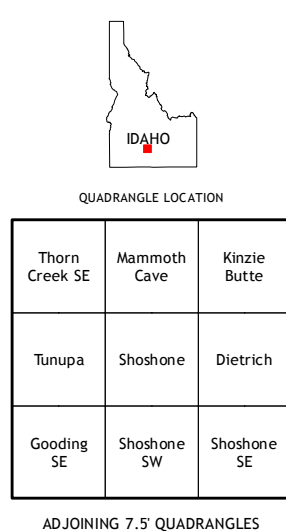 IDAHO
QUADRANGLE LOCATION
Thorn
Creek SE
Mammoth
Cave
Kinzie
Butte
Tunupa
Shoshone
Dietrich
Gooding
SE
Shoshone
SW
Shoshone
SE
ADJOINING 7.5' QUADRANGLES